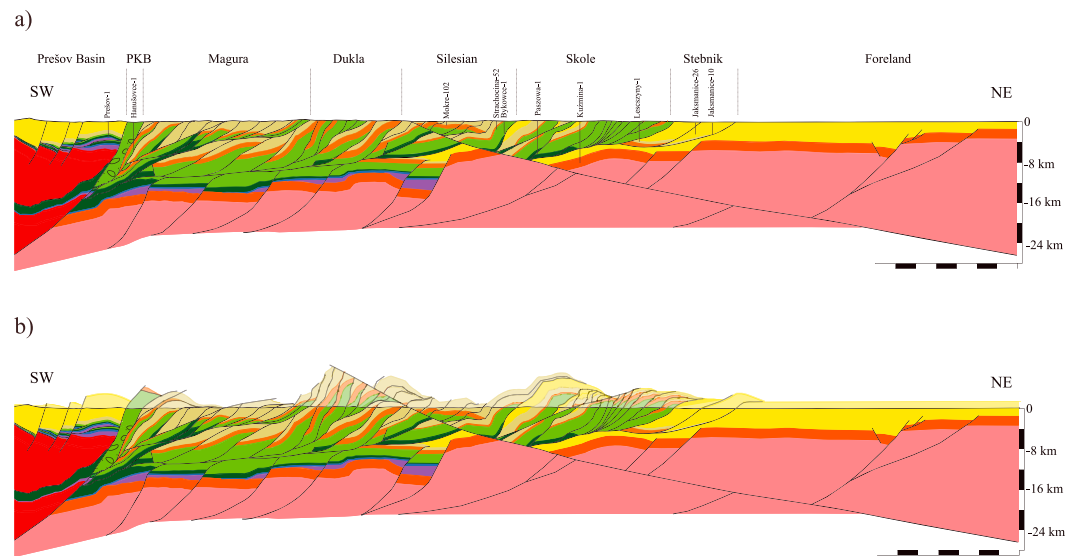 a)
Prešov Basin PKB Magura Dukla Silesian Skole Stebnik Foreland
SW NE
Prešov-1
Hanušovce-1
Mokre-102
Strachocina-52
Bykowce-1
Paszowa-1
Kuźmina-1
Leszszyny-1
Jaksmanice-26
Jaksmanice-10
0
-8 km
-16 km
-24 km
b)
SW NE
0
-8 km
-16 km
-24 km